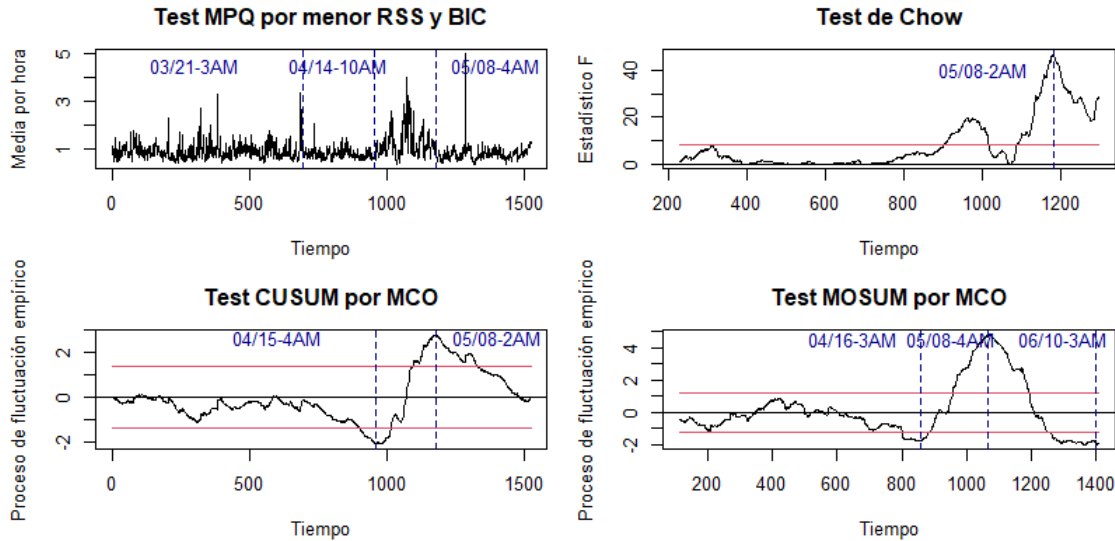 Test MPQ por menor RSS y BIC
Media por hora
5
3
1
03/21-3AM
04/14-10AM
05/08-4AM
0
500
1000
1500
Tiempo
Test de Chow
Estadístico F
40
20
0
05/08-2AM
200
400
600
800
1000
1200
Tiempo
Test CUSUM por MCO
Proceso de fluctuación empírico
2
0
-2
04/15-4AM
05/08-2AM
0
500
1000
1500
Tiempo
Test MOSUM por MCO
Proceso de fluctuación empírico
4
2
0
-2
04/16-3AM
05/08-4AM
06/10-3AM
200
400
600
800
1000
1200
1400
Tiempo